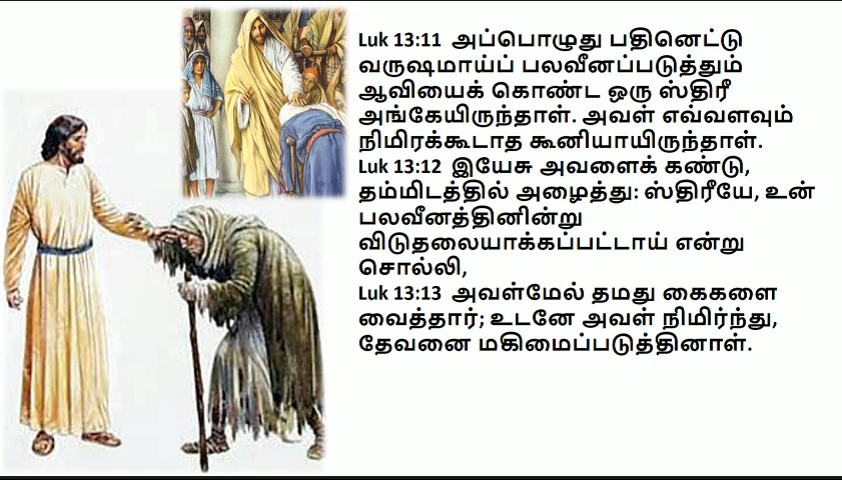 Luk 13:11 அப்பொழுது பதினெட்டு
வருஷமாய்ப் பலவீனப்படுத்தும்
ஆவியைக் கொண்ட ஒரு ஸ்திரீ
அங்கேயிருந்தாள். அவள் எவ்வளவும்
நிமிரக்கூடாத கூனியாயிருந்தாள்.
Luk 13:12 இயேசு அவளைக் கண்டு,
தம்மிடத்தில் அழைத்து: ஸ்திரீயே, உன்
பலவீனத்தினின்று
விடுதலையாக்கப்பட்டாய் என்று
சொல்லி,
Luk 13:13 அவள்மேல் தமது கைகளை
வைத்தார்; உடனே அவள் நிமிர்ந்து,
தேவனை மகிமைப்படுத்தினாள்.